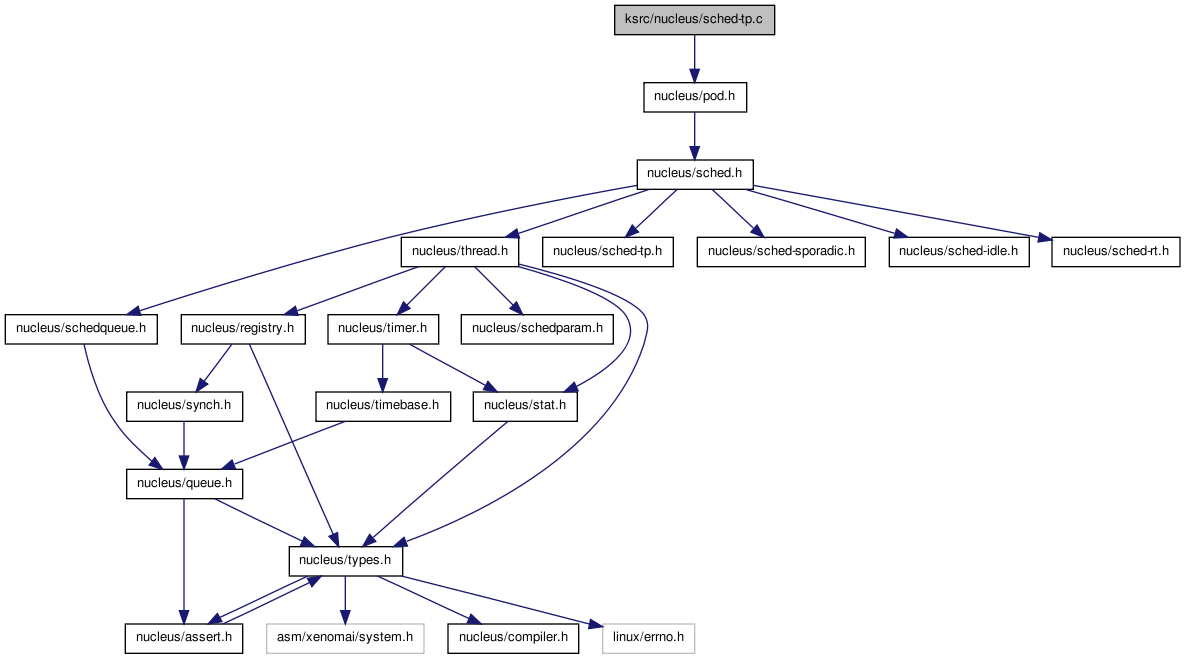 ksrc/nucleus/sched-tp.c
nucleus/pod.h
nucleus/sched.h
nucleus/thread.h
nucleus/sched-tp.h
nucleus/sched-sporadic.h
nucleus/sched-idle.h
nucleus/sched-rt.h
nucleus/schedqueue.h
nucleus/registry.h
nucleus/timer.h
nucleus/schedparam.h
nucleus/synch.h
nucleus/timebase.h
nucleus/stat.h
nucleus/queue.h
nucleus/types.h
nucleus/assert.h
asm/xenomai/system.h
nucleus/compiler.h
linux/errno.h